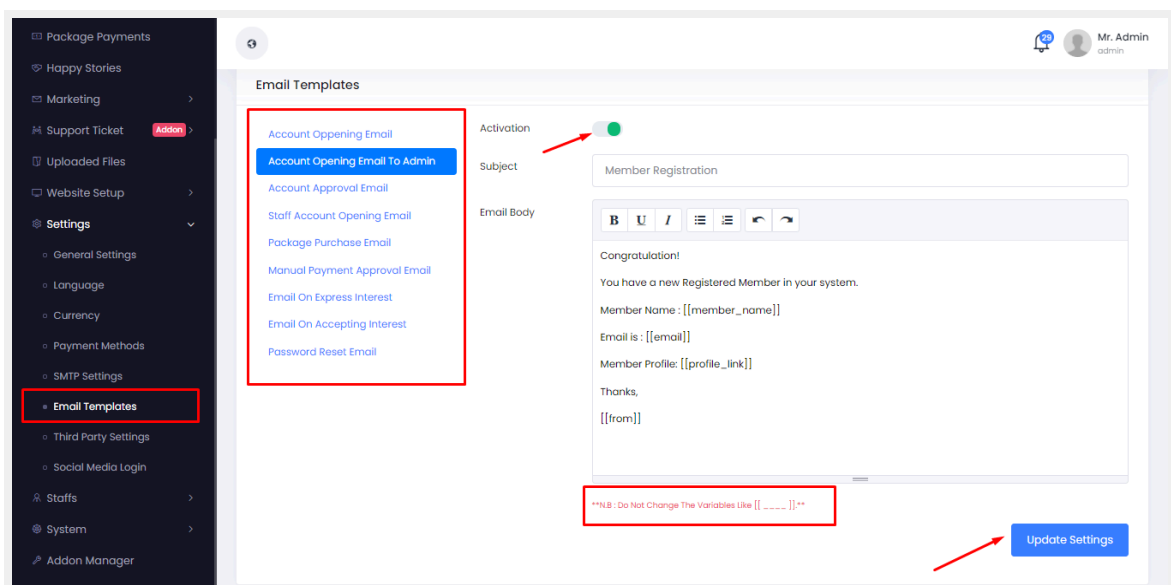 Package Payments
Happy Stories
Marketing
Support Ticket Addon
Uploaded Files
Website Setup
Settings
General Settings
Language
Currency
Payment Methods
SMTP Settings
Email Templates
Third Party Settings
Social Media Login
Staffs
System
Addon Manager
29
Mr. Admin
admin
Email Templates
Account Oppening Email
Account Opening Email To Admin
Account Approval Email
Staff Account Opening Email
Package Purchase Email
Manual Payment Approval Email
Email On Express Interest
Email On Accepting Interest
Password Reset Email
Activation
Subject
Member Registration
Email Body
B U I
Congratulation!
You have a new Registered Member in your system.
Member Name : [[member_name]]
Email is : [[email]]
Member Profile: [[profile_link]]
Thanks,
[[from]]
**N.B : Do Not Change The Variables Like [[ ____ ]].**
Update Settings